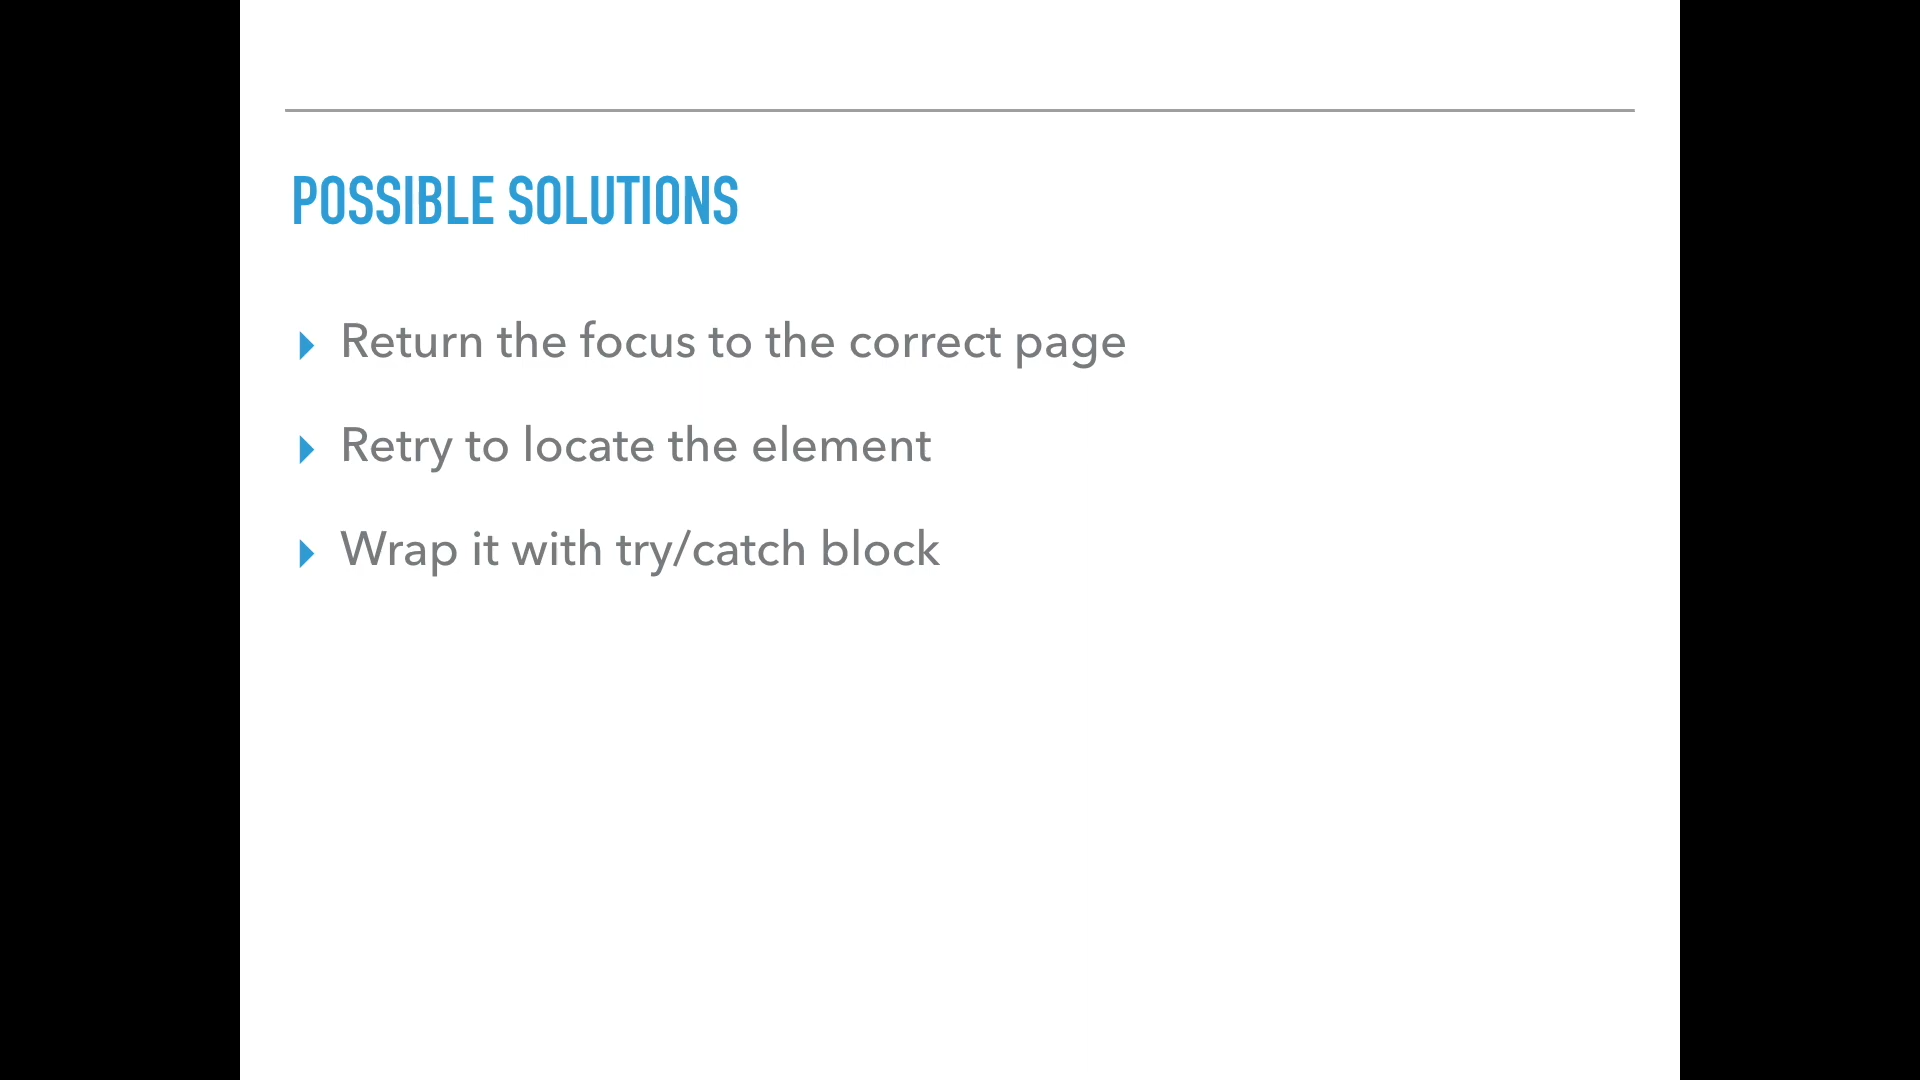 POSSIBLE SOLUTIONS
Return the focus to the correct page
Retry to locate the element
Wrap it with try/catch block